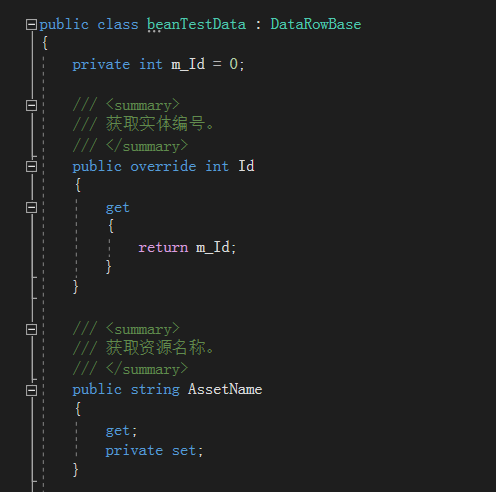 public class beanTestData : DataRowBase
{
private int m_Id = 0;
/// <summary>
/// 获取实体编号。
/// </summary>
public override int Id
{
get
{
return m_Id;
}
}
/// <summary>
/// 获取资源名称。
/// </summary>
public string AssetName
{
get;
private set;
}